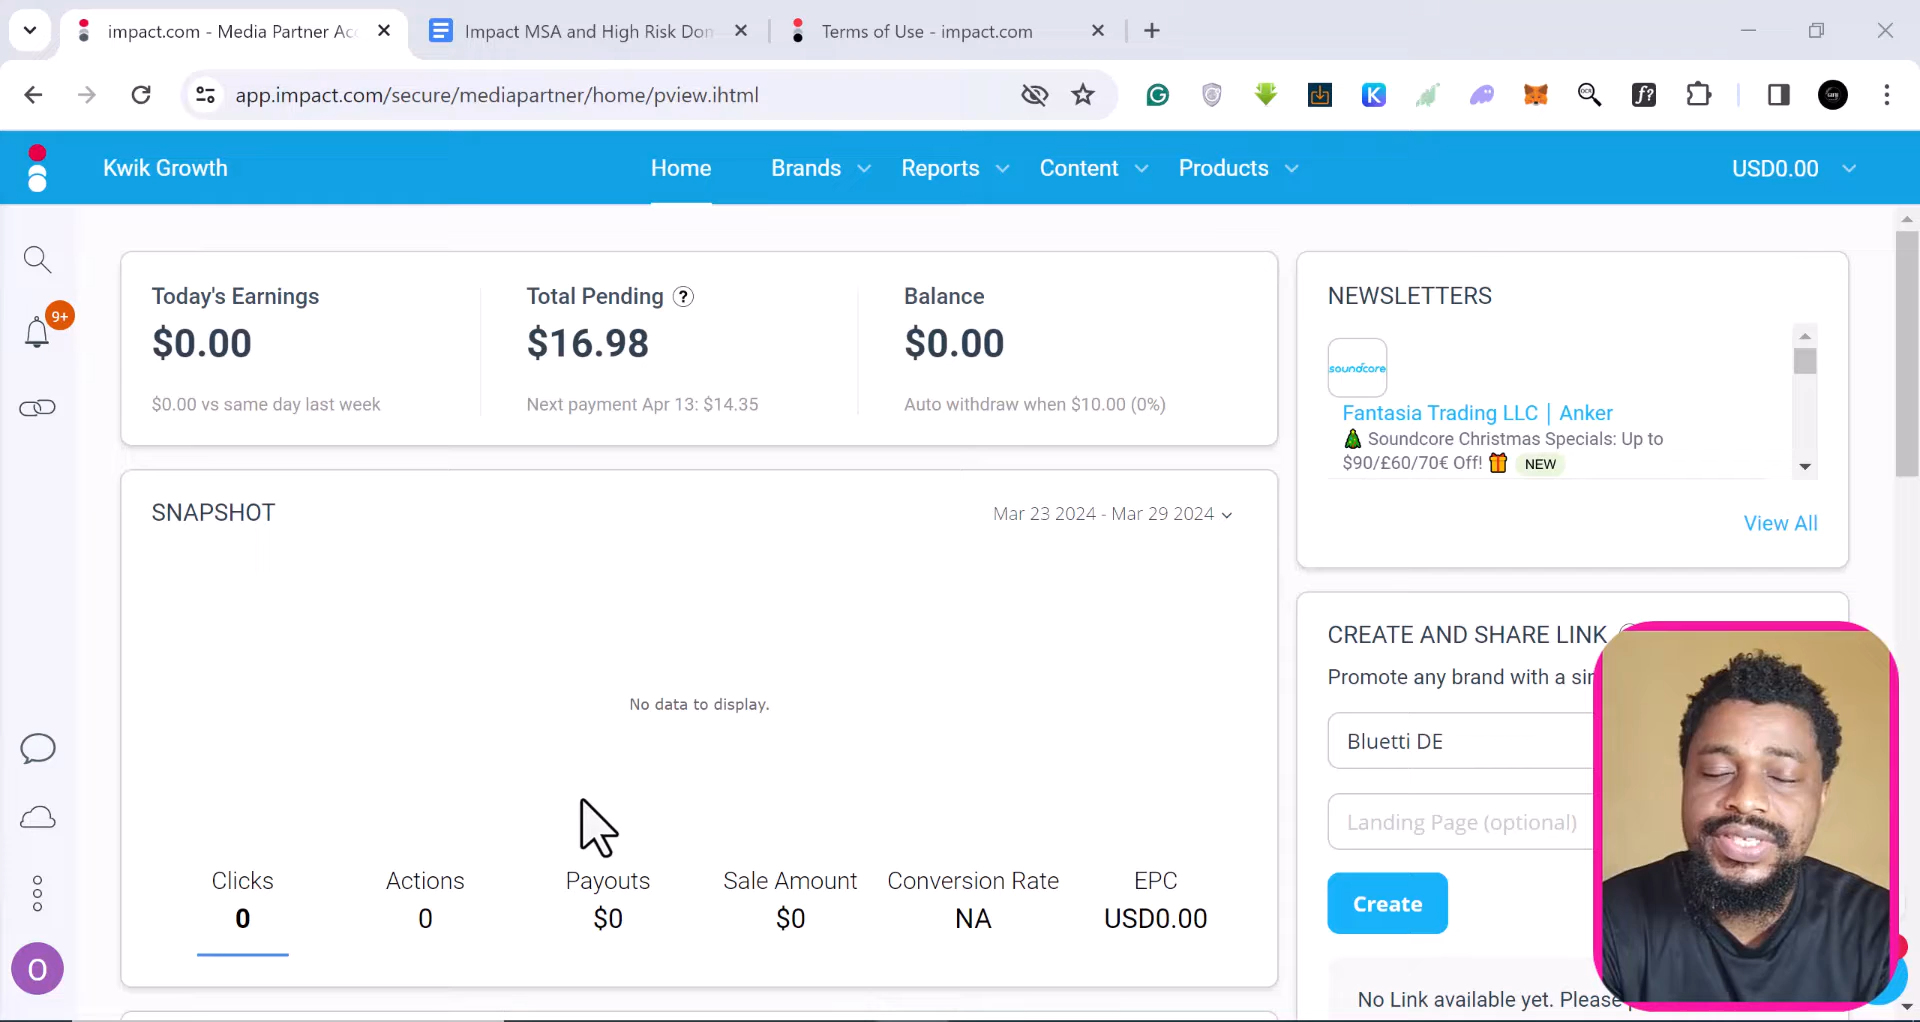 impact.com - Media Partner Acc
Impact MSA and High Risk Don
Terms of Use - impact.com
app.impact.com/secure/mediapartner/home/pview.ihtml
Kwik Growth
Home
Brands
Reports
Content
Products
USD0.00
9+
Today's Earnings
$0.00
$0.00 vs same day last week
Total Pending ?
$16.98
Next payment Apr 13: $14.35
Balance
$0.00
Auto withdraw when $10.00 (0%)
NEWSLETTERS
soundcore
Fantasia Trading LLC | Anker
🎄 Soundcore Christmas Specials: Up to
$90/£60/70€ Off! 🎁 NEW
View All
SNAPSHOT
Mar 23 2024 - Mar 29 2024
No data to display.
Clicks
0
Actions
0
Payouts
$0
Sale Amount
$0
Conversion Rate
NA
EPC
USD0.00
CREATE AND SHARE LINK
Promote any brand with a
Bluetti DE
Landing Page (optional)
Create
No Link available yet. Please
O